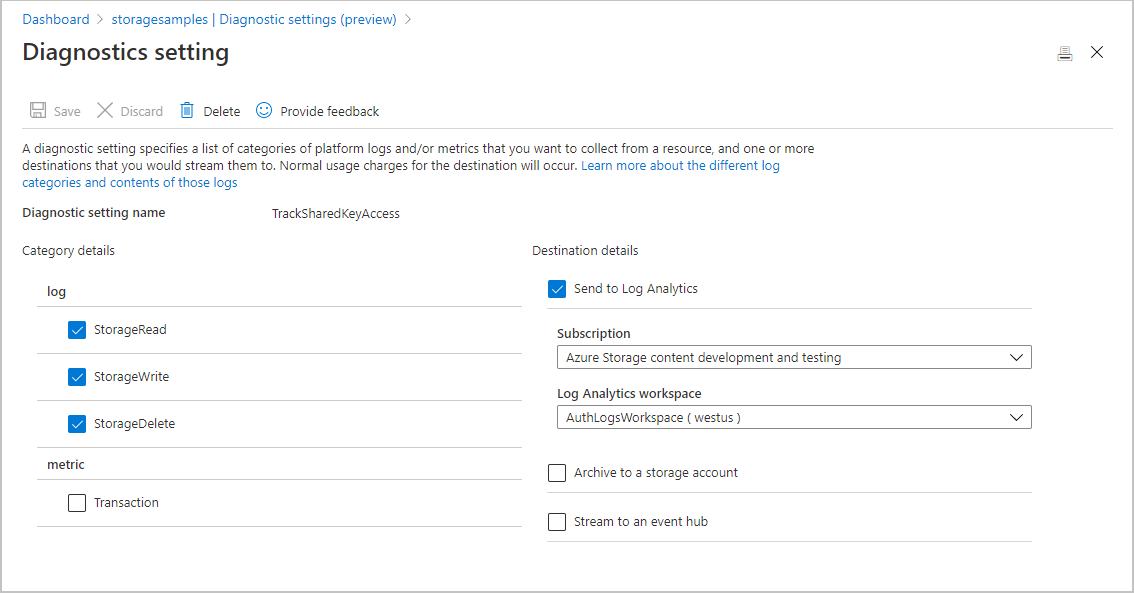 Dashboard > storagesamples | Diagnostic settings (preview) >
Diagnostics setting
Save Discard Delete Provide feedback
A diagnostic setting specifies a list of categories of platform logs and/or metrics that you want to collect from a resource, and one or more
destinations that you would stream them to. Normal usage charges for the destination will occur. Learn more about the different log
categories and contents of those logs
Diagnostic setting name TrackSharedKeyAccess
Category details
log
StorageRead
StorageWrite
StorageDelete
metric
Transaction
Destination details
Send to Log Analytics
Subscription
Azure Storage content development and testing
Log Analytics workspace
AuthLogsWorkspace ( westus )
Archive to a storage account
Stream to an event hub